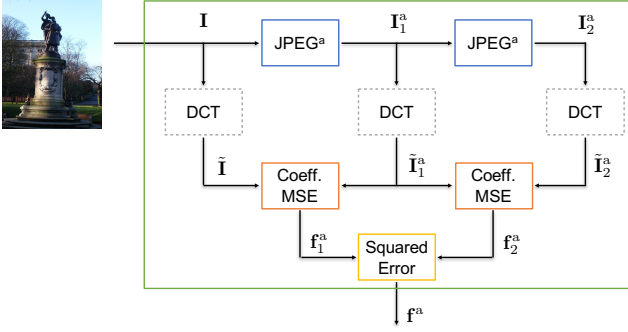 I
JPEGᵃ
I₁ᵃ
JPEGᵃ
I₂ᵃ
DCT
DCT
DCT
Ĩ
Coeff.
MSE
Ĩ₁ᵃ
Coeff.
MSE
Ĩ₂ᵃ
f₁ᵃ
Squared
Error
f₂ᵃ
fᵃ